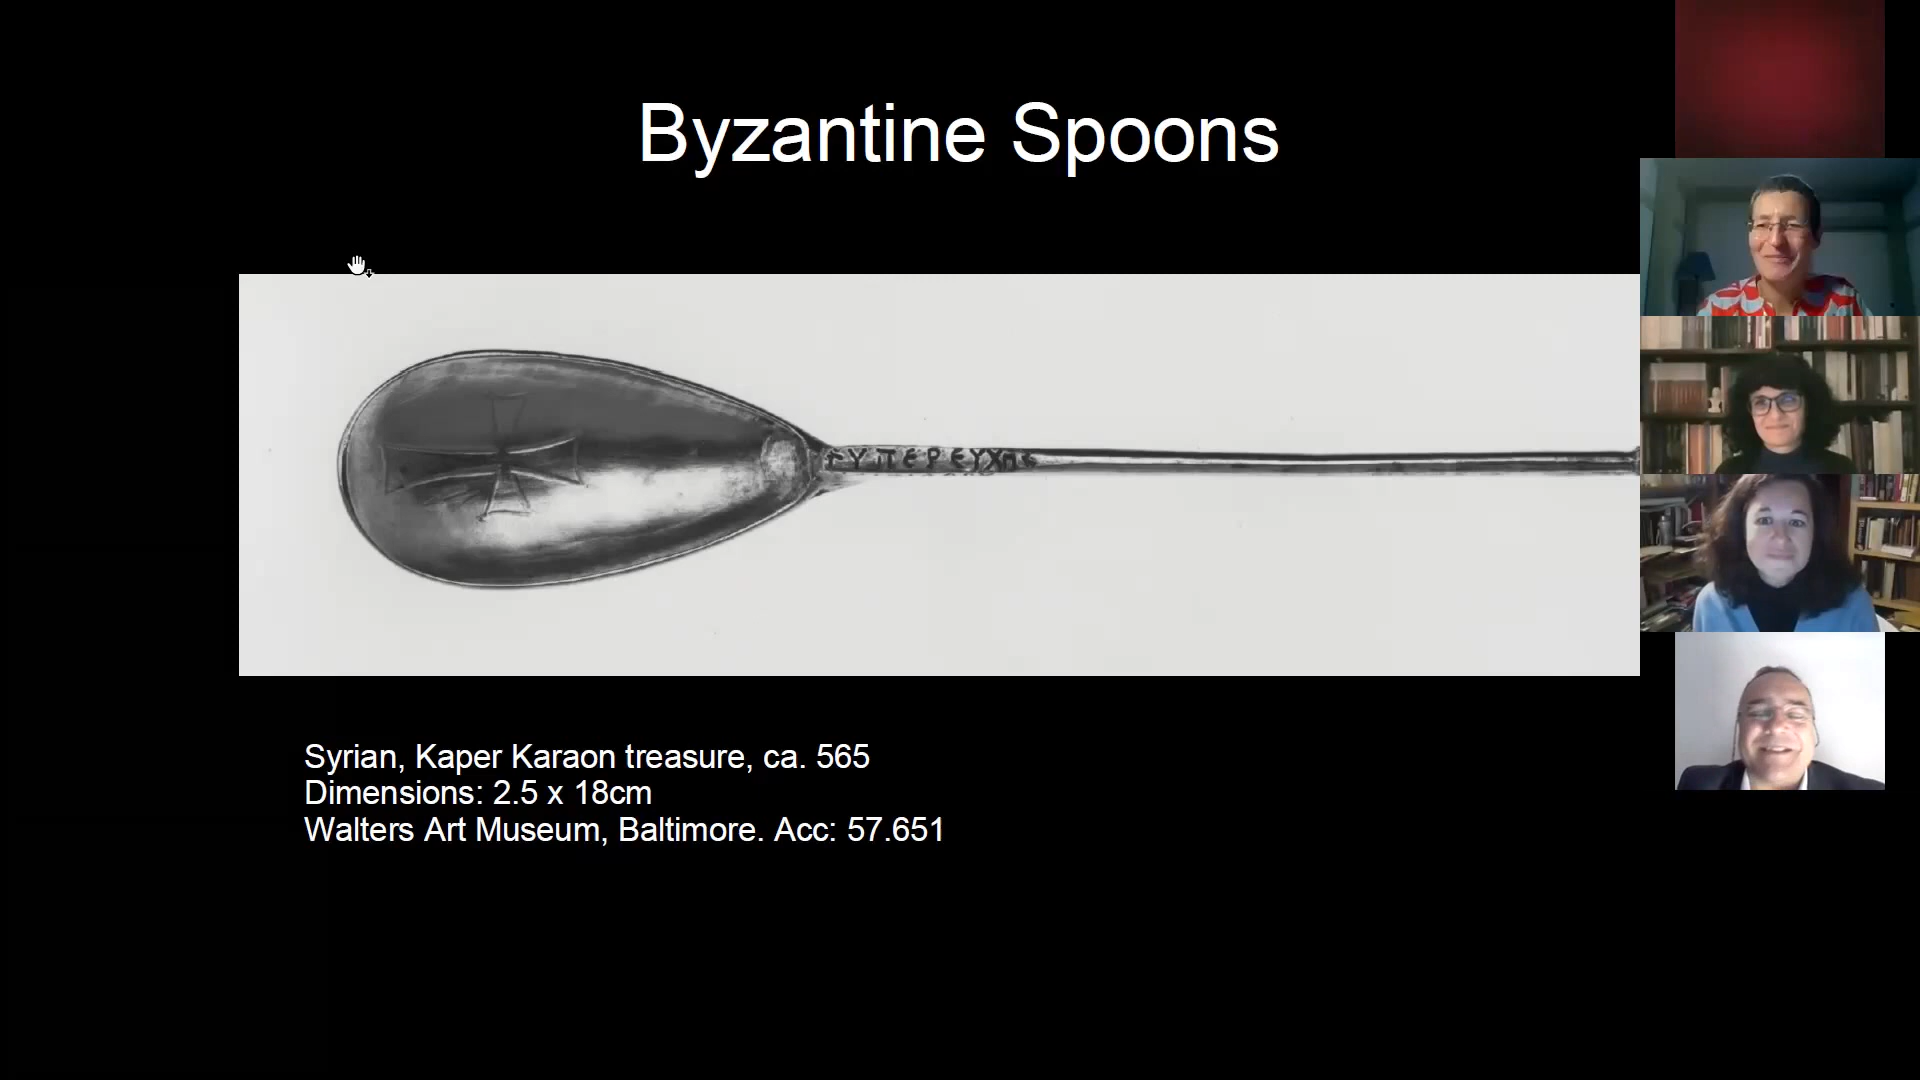 Byzantine Spoons
+ΥΠΕΡΕΥΧΗϹ
Syrian, Kaper Karaon treasure, ca. 565
Dimensions: 2.5 x 18cm
Walters Art Museum, Baltimore. Acc: 57.651